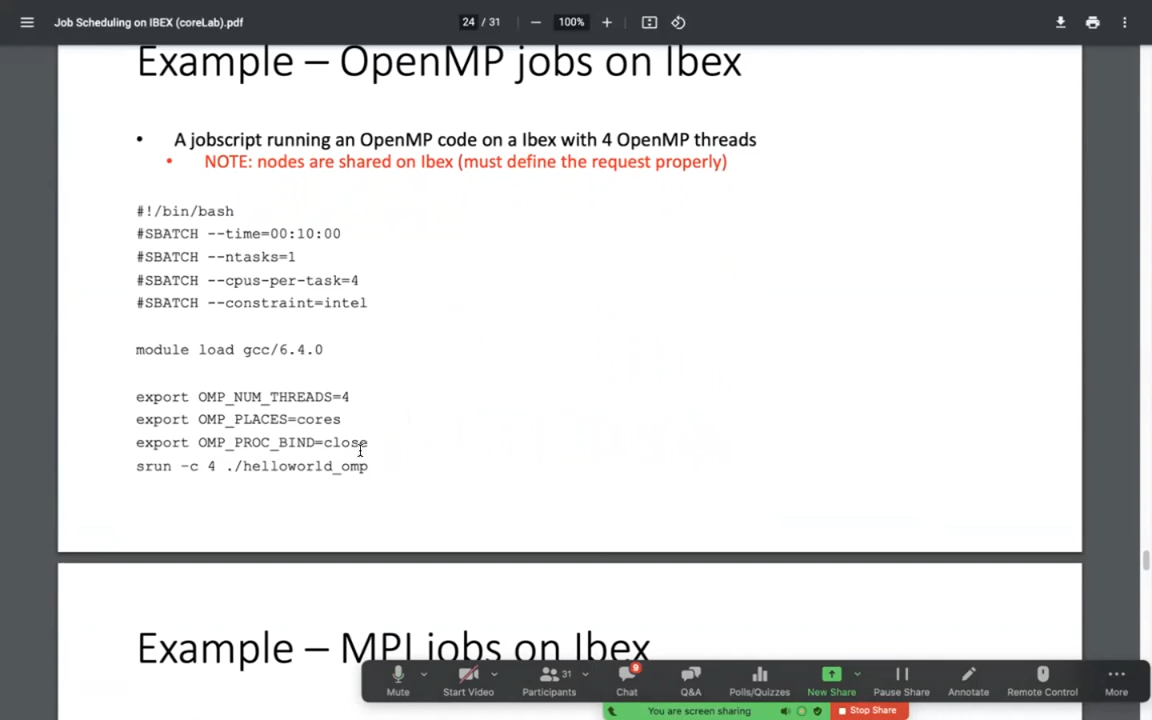 Job Scheduling on IBEX (coreLab).pdf
24 / 31
100%
Example – OpenMP jobs on Ibex
• A jobscript running an OpenMP code on a Ibex with 4 OpenMP threads
• NOTE: nodes are shared on Ibex (must define the request properly)
#!/bin/bash
#SBATCH --time=00:10:00
#SBATCH --ntasks=1
#SBATCH --cpus-per-task=4
#SBATCH --constraint=intel
module load gcc/6.4.0
export OMP_NUM_THREADS=4
export OMP_PLACES=cores
export OMP_PROC_BIND=close
srun -c 4 ./helloworld_omp
Example – MPI jobs on Ibex
31
9
Mute
Start Video
Participants
Chat
Q&A
Polls/Quizzes
New Share
Pause Share
Annotate
Remote Control
More
You are screen sharing
Stop Share